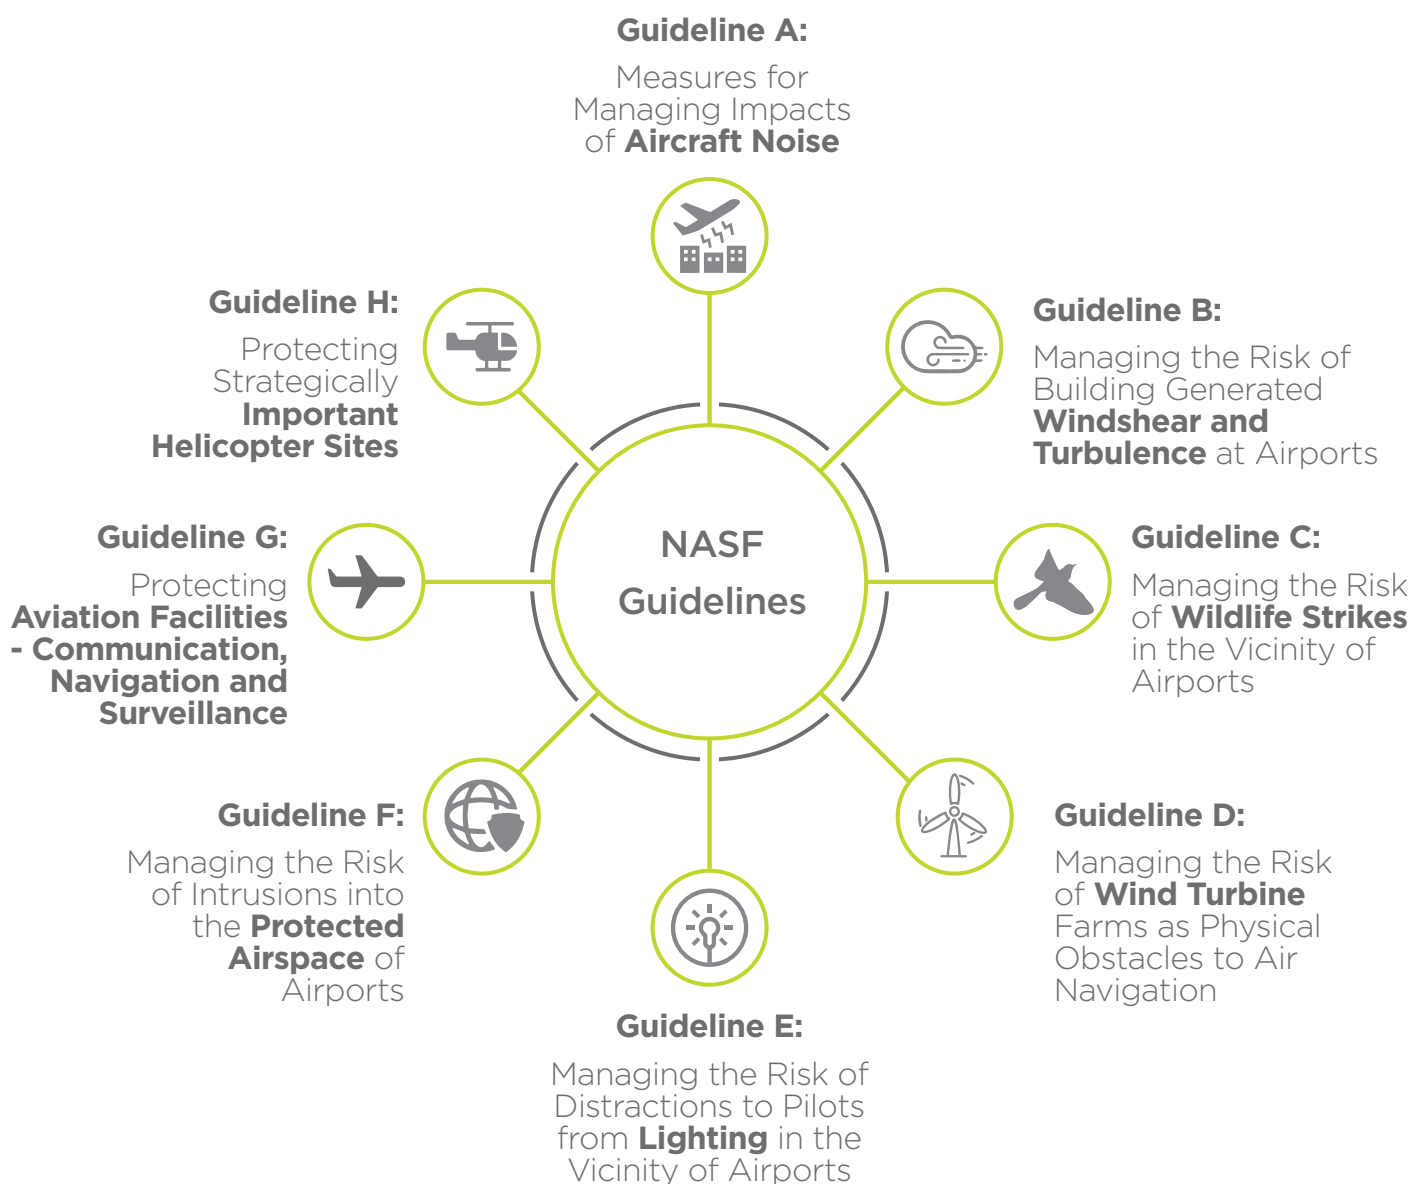 Guideline A:
Measures for
Managing Impacts
of Aircraft Noise
Guideline B:
Managing the Risk of
Building Generated
Windshear and
Turbulence at Airports
Guideline C:
Managing the Risk
of Wildlife Strikes
in the Vicinity of
Airports
Guideline D:
Managing the Risk
of Wind Turbine
Farms as Physical
Obstacles to Air
Navigation
Guideline E:
Managing the Risk of
Distractions to Pilots
from Lighting in the
Vicinity of Airports
Guideline F:
Managing the Risk
of Intrusions into
the Protected
Airspace of
Airports
Guideline G:
Protecting
Aviation Facilities
- Communication,
Navigation and
Surveillance
Guideline H:
Protecting
Strategically
Important
Helicopter Sites
NASF
Guidelines